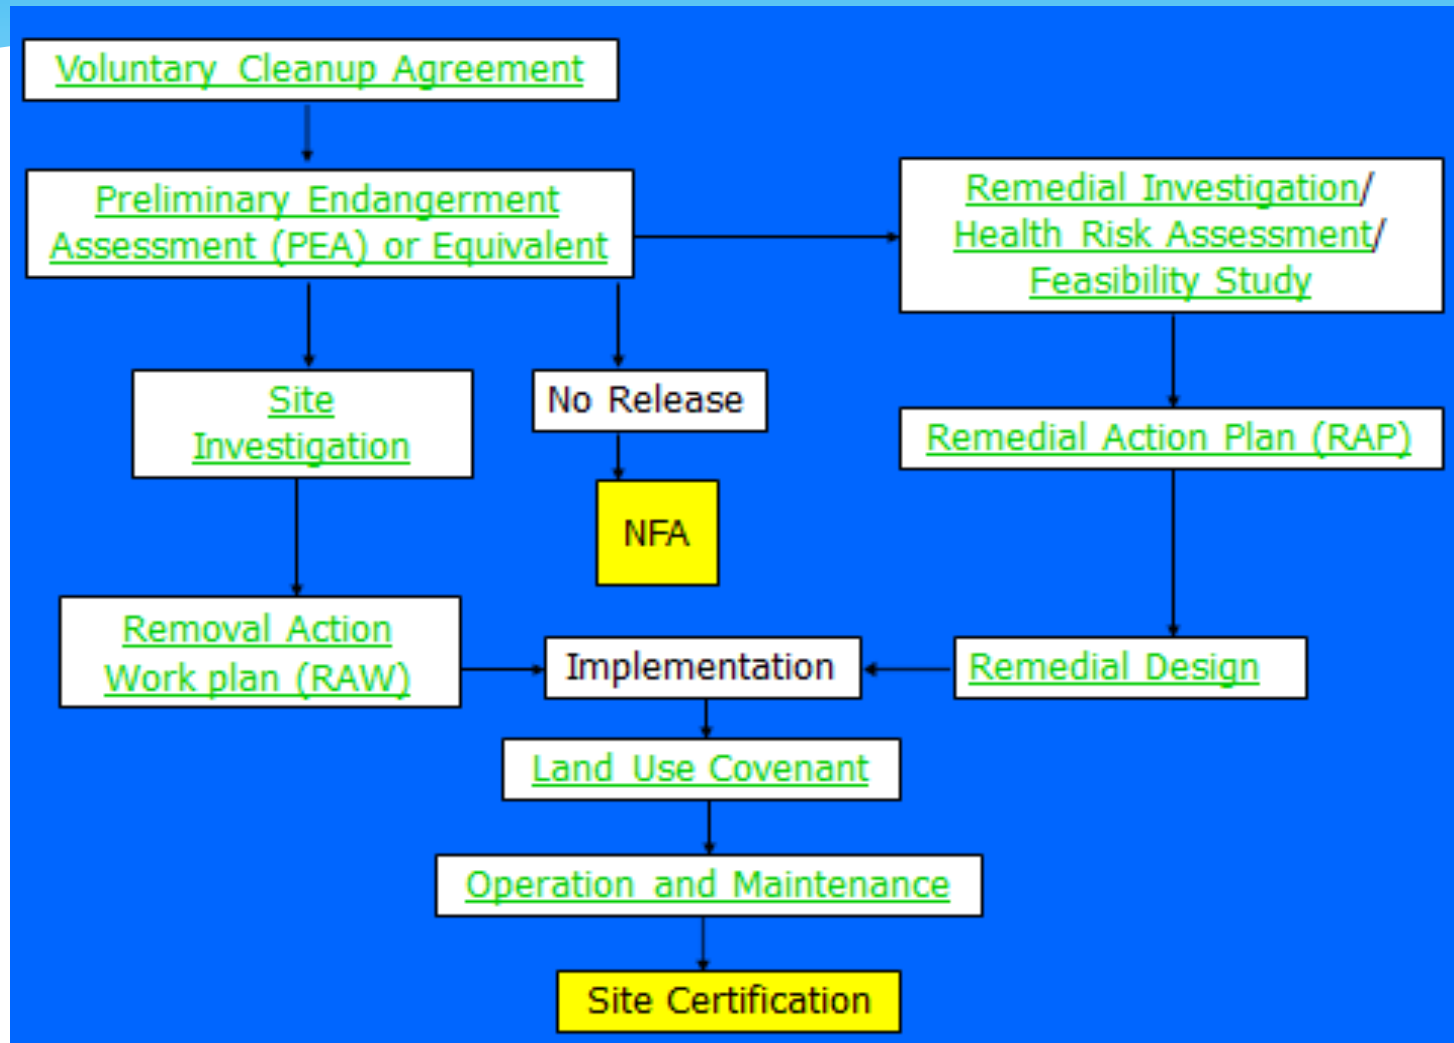 Voluntary Cleanup Agreement
Preliminary Endangerment
Assessment (PEA) or Equivalent
Remedial Investigation/
Health Risk Assessment/
Feasibility Study
Site
Investigation
No Release
Remedial Action Plan (RAP)
NFA
Removal Action
Work plan (RAW)
Implementation
Remedial Design
Land Use Covenant
Operation and Maintenance
Site Certification